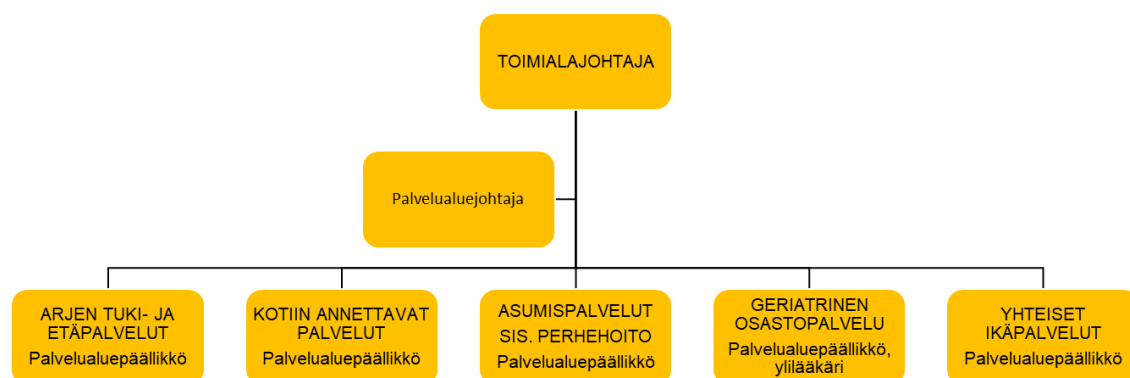 TOIMIALAJOHTAJA
Palvelualuejohtaja
ARJEN TUKI- JA
ETÄPALVELUT
Palvelualuepäällikkö
KOTIIN ANNETTAVAT
PALVELUT
Palvelualuepäällikkö
ASUMISPALVELUT
SIS. PERHEHOITO
Palvelualuepäällikkö
GERIATRINEN
OSASTOPALVELU
Palvelualuepäällikkö,
ylilääkäri
YHTEISET
IKÄPALVELUT
Palvelualuepäällikkö